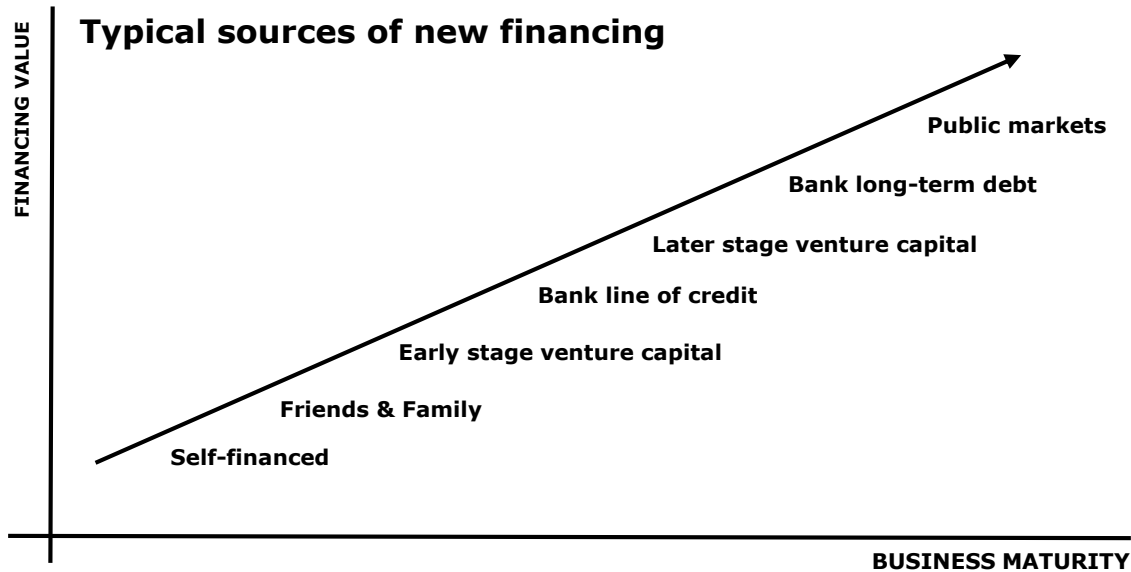 Typical sources of new financing
FINANCING VALUE
Public markets
Bank long-term debt
Later stage venture capital
Bank line of credit
Early stage venture capital
Friends & Family
Self-financed
BUSINESS MATURITY